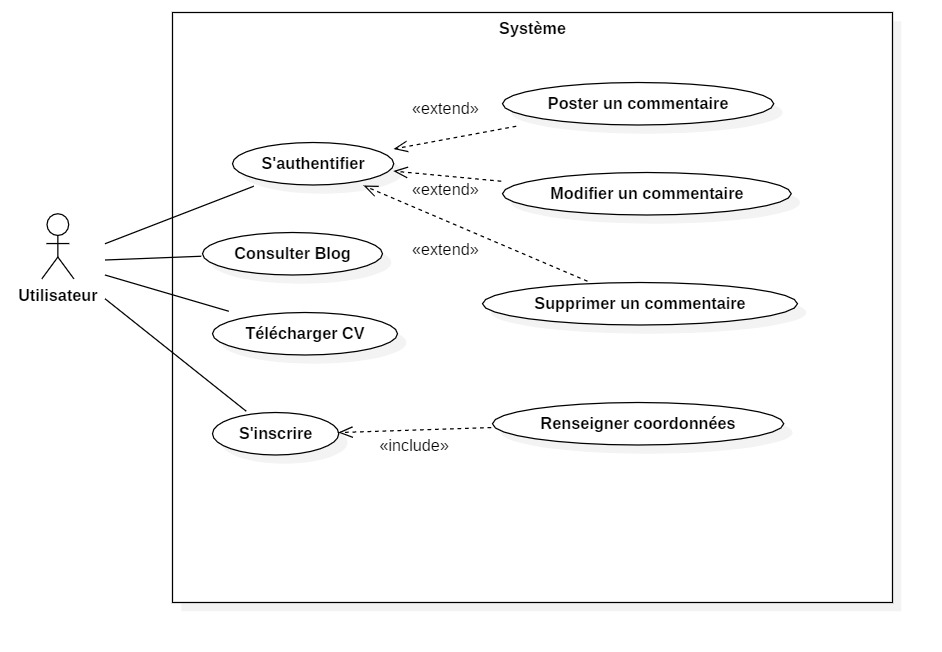 Système
«extend»
Poster un commentaire
S'authentifier
«extend»
Modifier un commentaire
Consulter Blog
«extend»
Utilisateur
Supprimer un commentaire
Télécharger CV
S'inscrire
«include»
Renseigner coordonnées